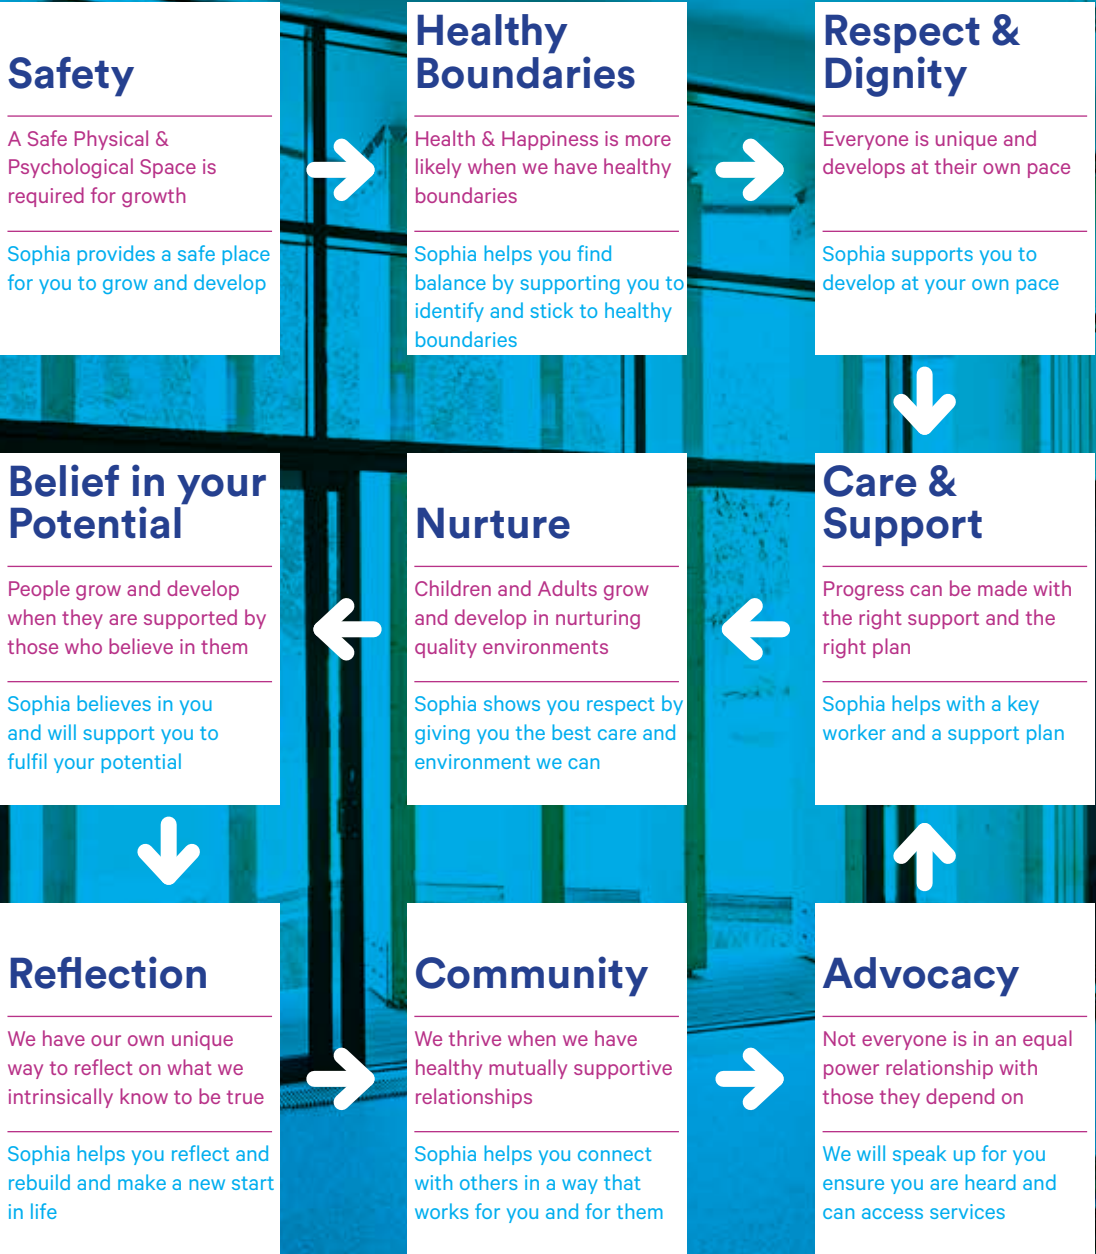 Safety
A Safe Physical &
Psychological Space is
required for growth
Sophia provides a safe place
for you to grow and develop
Healthy
Boundaries
Health & Happiness is more
likely when we have healthy
boundaries
Sophia helps you find
balance by supporting you to
identify and stick to healthy
boundaries
Respect &
Dignity
Everyone is unique and
develops at their own pace
Sophia supports you to
develop at your own pace
Care &
Support
Progress can be made with
the right support and the
right plan
Sophia helps with a key
worker and a support plan
Nurture
Children and Adults grow
and develop in nurturing
quality environments
Sophia shows you respect by
giving you the best care and
environment we can
Belief in your
Potential
People grow and develop
when they are supported by
those who believe in them
Sophia believes in you
and will support you to
fulfil your potential
Reflection
We have our own unique
way to reflect on what we
intrinsically know to be true
Sophia helps you reflect and
rebuild and make a new start
in life
Community
We thrive when we have
healthy mutually supportive
relationships
Sophia helps you connect
with others in a way that
works for you and for them
Advocacy
Not everyone is in an equal
power relationship with
those they depend on
We will speak up for you
ensure you are heard and
can access services